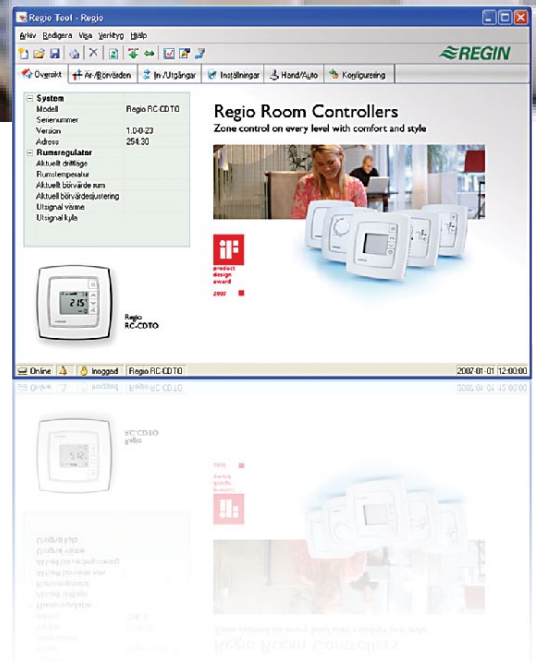 Regio Tool - Regio
Arkiv Redigera Visa Verktyg Hjälp
REGIN
Översikt Är-/Börvärden In-/Utgångar Inställningar Hand/Auto Konfigurering
System
Modell Regio RC-CDTO
Serienummer
Version 1.0-0-23
Adress 254:30
Rumsregulator
Aktuellt driftläge
Rumstemperatur
Aktuellt börvärde rum
Aktuell börvärdesjustering
Utsignal värme
Utsignal kyla
Regio Room Controllers
Zone control on every level with comfort and style
iF
product
design
award
2007
Regio
RC-CDTO
Online Inloggad Regio RC-CDTO 2007-01-01 12:00:00